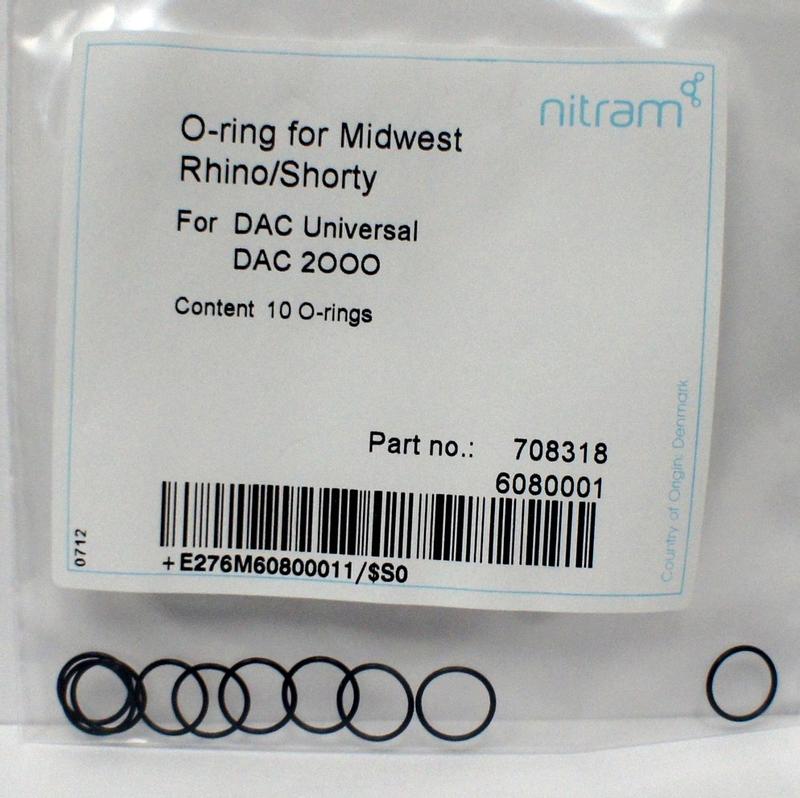 nitram
O-ring for Midwest
Rhino/Shorty
For DAC Universal
DAC 2000
Content 10 O-rings
Part no.: 708318
6080001
+E276M60800011/$S0
0712
Country of Origin: Denmark